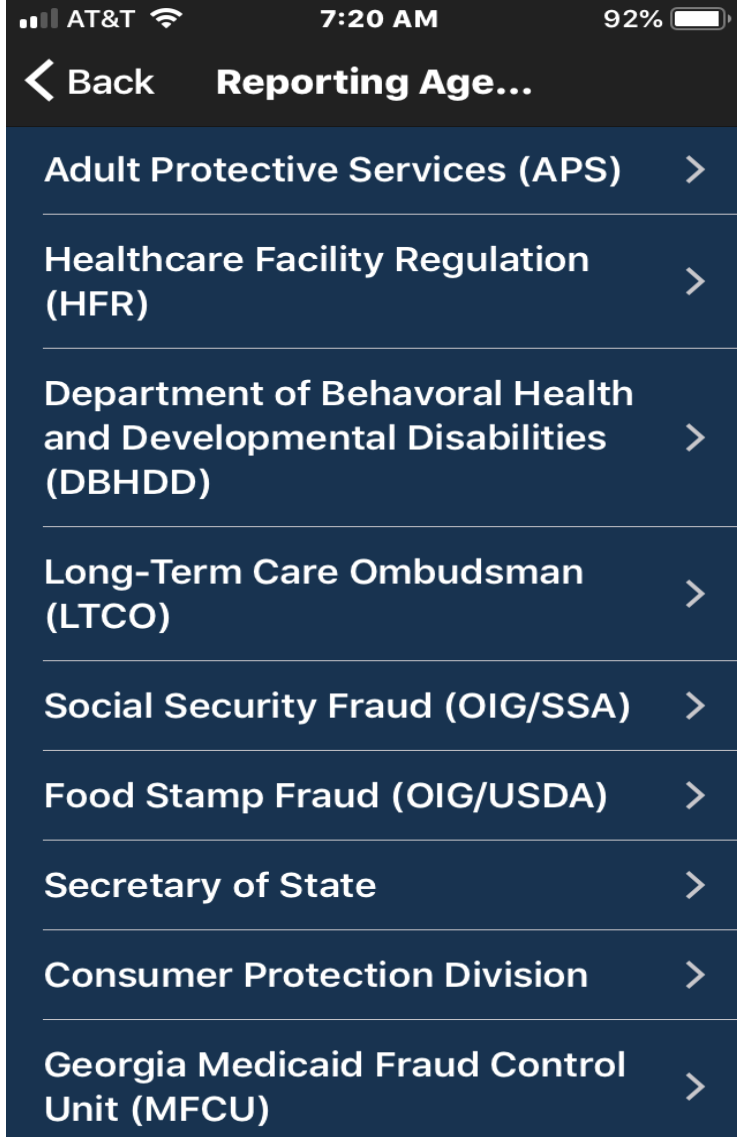 AT&T 7:20 AM 92%
Back Reporting Age...
Adult Protective Services (APS)
Healthcare Facility Regulation
(HFR)
Department of Behavoral Health
and Developmental Disabilities
(DBHDD)
Long-Term Care Ombudsman
(LTCO)
Social Security Fraud (OIG/SSA)
Food Stamp Fraud (OIG/USDA)
Secretary of State
Consumer Protection Division
Georgia Medicaid Fraud Control
Unit (MFCU)